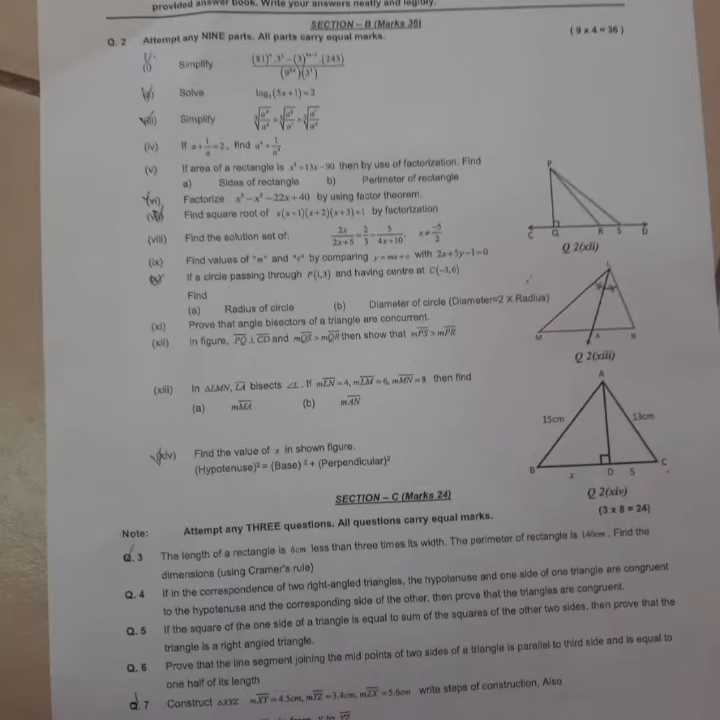 provided answer book. Write your answers neatly and legibly.
SECTION – B (Marks 36)
Q. 2 Attempt any NINE parts. All parts carry equal marks. ( 9 x 4 = 36 )
(i) Simplify
Solve log₃(5x+1)=2
Simplify
(iv) If a+1/a=2, find
(v) If area of a rectangle is x²+13x−90 then by use of factorization. Find
a) Sides of rectangle b) Perimeter of rectangle
(vi) Factorize x³−x²−22x+40 by using factor theorem.
(vii) Find square root of x(x+1)(x+2)(x+3)+1 by factorization
(viii) Find the solution set of: 2x/(2x+5)=2/3−5/(4x+10), x≠−5/2
(ix) Find values of "m" and "c" by comparing y=mx+c with 2x+5y−1=0
(x) If a circle passing through P(1,3) and having centre at C(−3,6)
Find
(a) Radius of circle (b) Diameter of circle (Diameter=2 X Radius)
(xi) Prove that angle bisectors of a triangle are concurrent.
(xii) In figure, PQ⊥CD and mQS>mQR then show that mPS>mPR
P
C Q R S D
Q 2(xii)
L
M A N
Q 2(xiii)
(xiii) In ΔLMN, LA bisects ∠L. If mLN=4, mLM=6, mMN=8 then find
(a) mMA (b) mAN
A
15cm 13cm
B x D 5 C
Q 2(xiv)
(xiv) Find the value of x in shown figure.
(Hypotenuse)²= (Base)²+ (Perpendicular)²
SECTION – C (Marks 24)
(3 x 8 = 24)
Note: Attempt any THREE questions. All questions carry equal marks.
Q. 3 The length of a rectangle is 6cm less than three times its width. The perimeter of rectangle is 140cm. Find the
dimensions (using Cramer's rule)
Q. 4 If in the correspondence of two right-angled triangles, the hypotenuse and one side of one triangle are congruent
to the hypotenuse and the corresponding side of the other, then prove that the triangles are congruent.
Q. 5 If the square of the one side of a triangle is equal to sum of the squares of the other two sides, then prove that the
triangle is a right angled triangle.
Q. 6 Prove that the line segment joining the mid points of two sides of a triangle is parallel to third side and is equal to
one half of its length
Q. 7 Construct ΔXYZ mXY=4.5cm, mYZ=3.4cm, mZX=5.6cm write steps of construction, Also